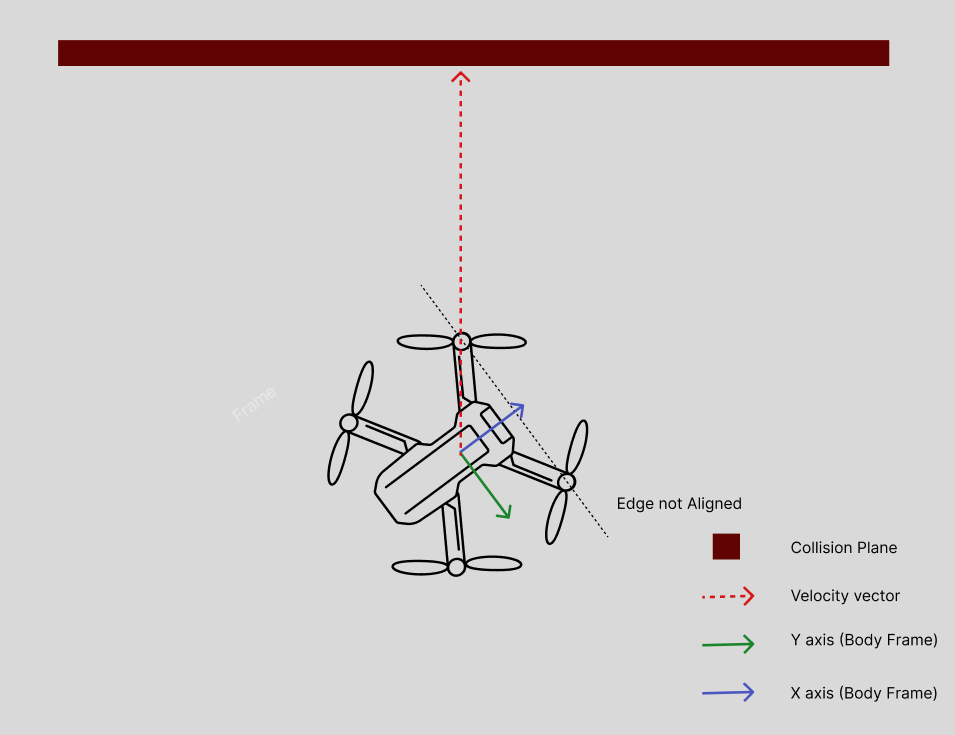 Frame
Edge not Aligned
Collision Plane
Velocity vector
Y axis (Body Frame)
X axis (Body Frame)